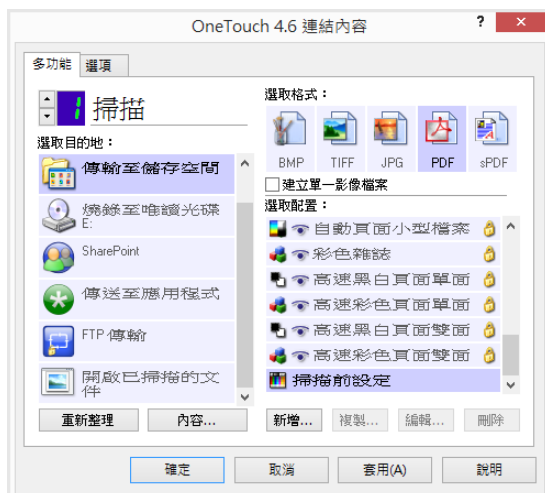 OneTouch 4.6 連結內容
多功能 選項
1 掃描
選取目的地：
傳輸至儲存空間
燒錄至唯讀光碟
E:
SharePoint
傳送至應用程式
FTP 傳輸
開啟已掃描的文
件
重新整理 內容...
選取格式：
BMP TIFF JPG PDF sPDF
建立單一影像檔案
選取配置：
自動頁面小型檔案
彩色雜誌
高速黑白頁面單面
高速彩色頁面單面
高速黑白頁面雙面
高速彩色頁面雙面
掃描前設定
新增... 複製... 編輯... 刪除
確定 取消 套用(A) 說明